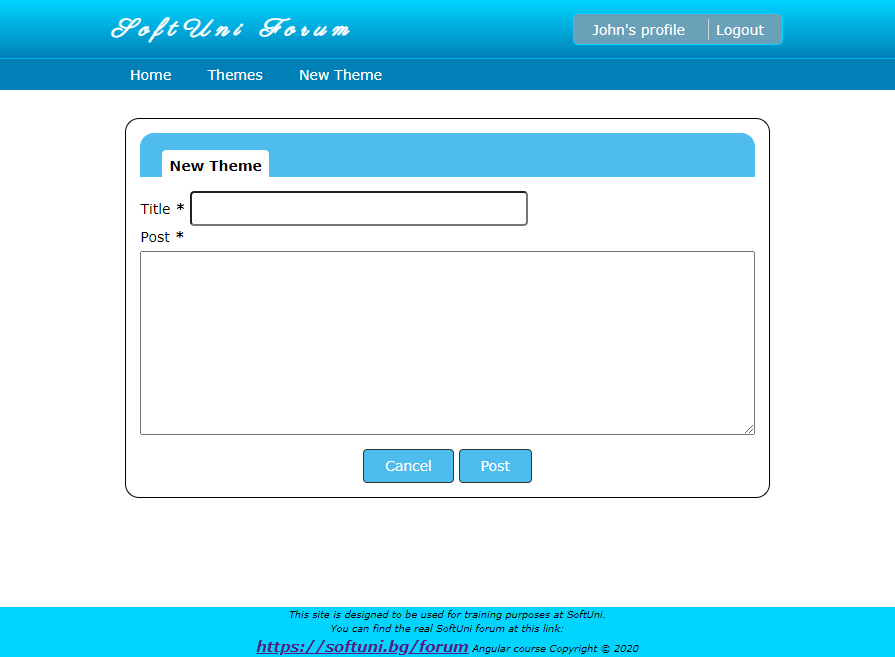 SoftUni Forum
John's profile Logout
Home Themes New Theme
New Theme
Title *
Post *
Cancel Post
This site is designed to be used for training purposes at SoftUni.
You can find the real SoftUni forum at this link:
https://softuni.bg/forum Angular course Copyright © 2020